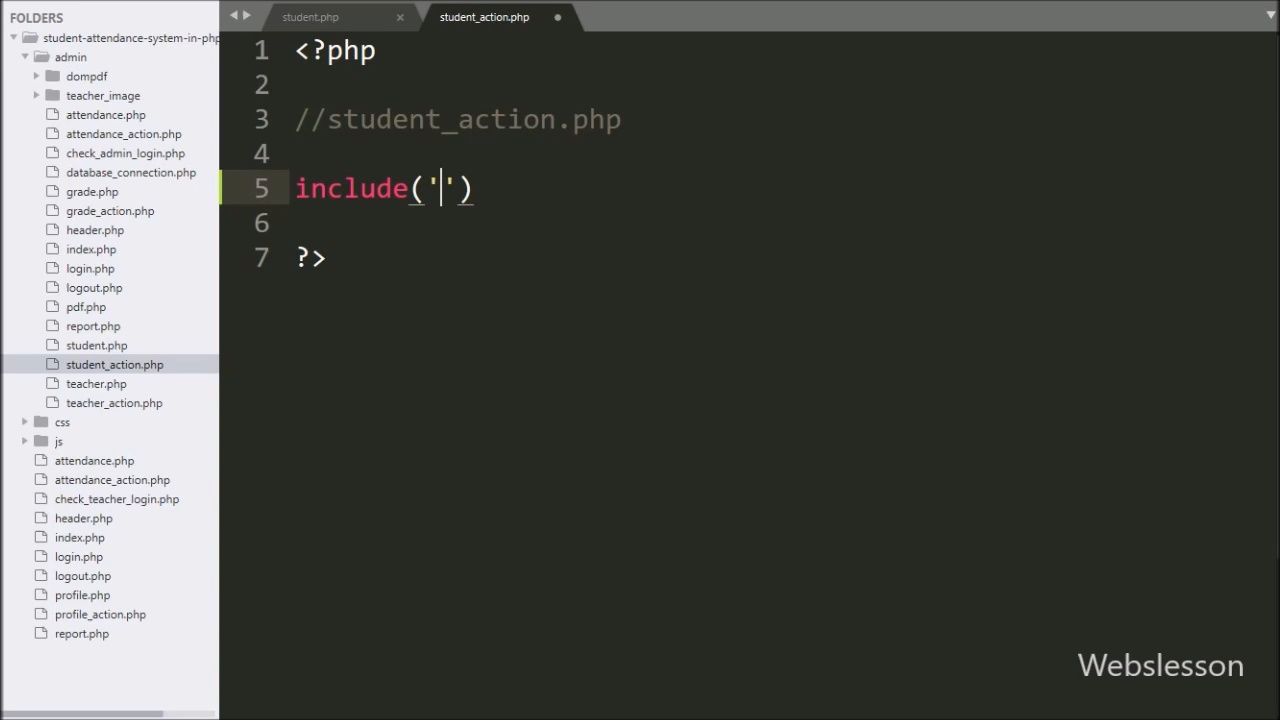 FOLDERS
student-attendance-system-in-php
admin
dompdf
teacher_image
attendance.php
attendance_action.php
check_admin_login.php
database_connection.php
grade.php
grade_action.php
header.php
index.php
login.php
logout.php
pdf.php
report.php
student.php
student_action.php
teacher.php
teacher_action.php
css
js
attendance.php
attendance_action.php
check_teacher_login.php
header.php
index.php
login.php
logout.php
profile.php
profile_action.php
report.php
student.php
student_action.php
1 <?php
2
3 //student_action.php
4
5 include('')
6
7 ?>
Webslesson